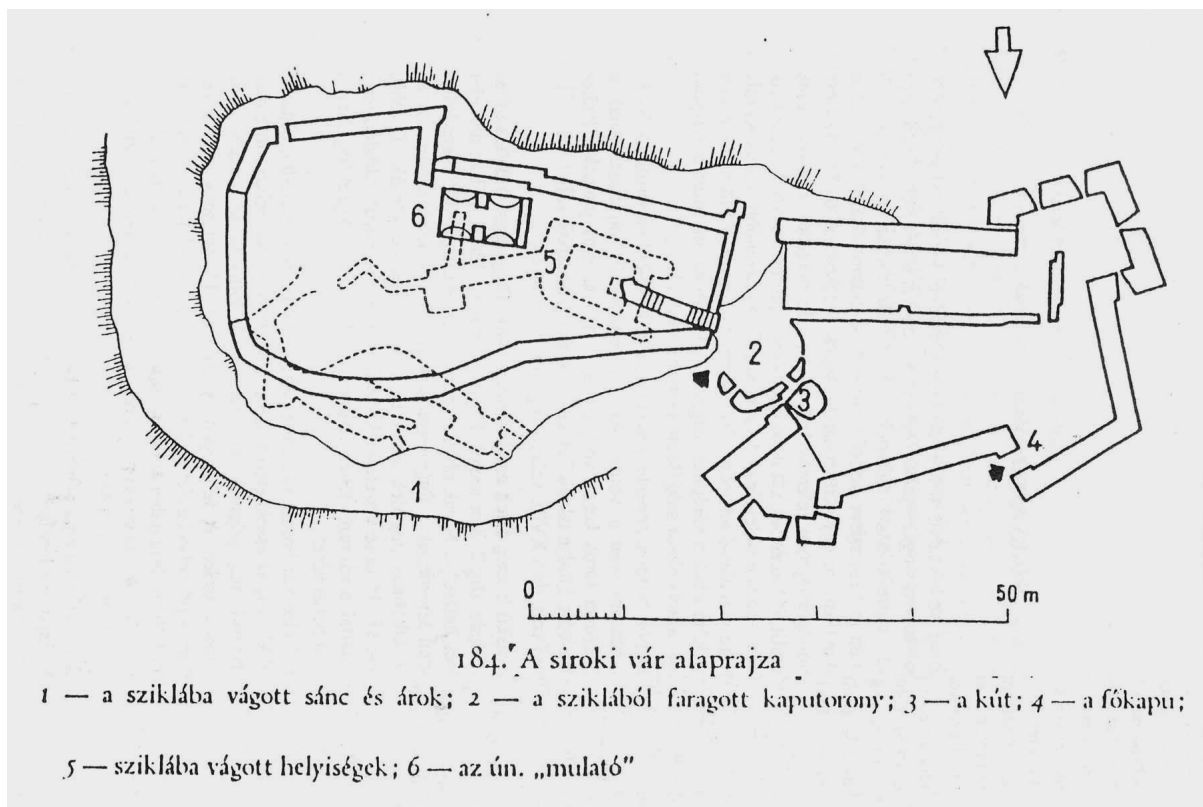 6
5
2
3
4
1
0 50 m
184. A siroki vár alaprajza
1 — a sziklába vágott sánc és árok; 2 — a sziklából faragott kaputorony; 3 — a kút; 4 — a főkapu;
5 — sziklába vágott helyiségek; 6 — az ún. „mulató”